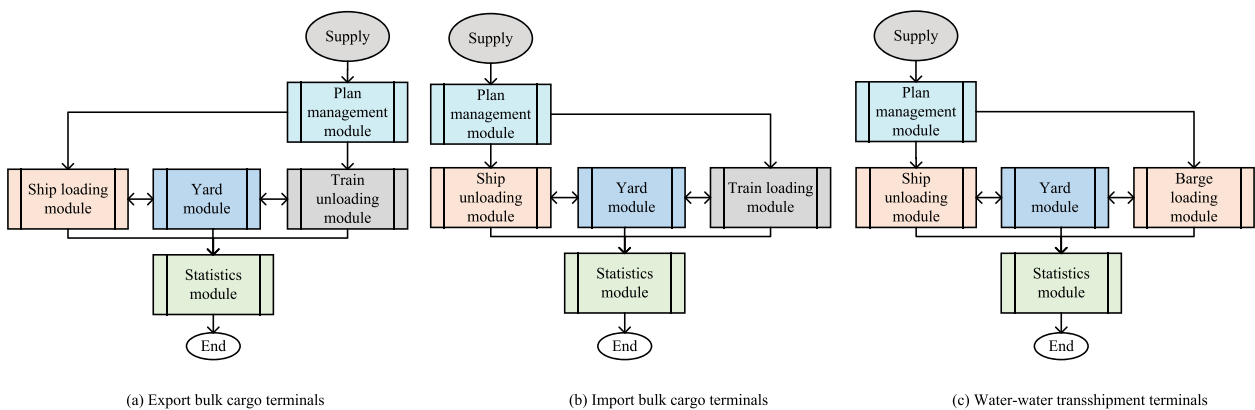 Supply
Plan
management
module
Ship loading
module
Yard
module
Train
unloading
module
Statistics
module
End
(a) Export bulk cargo terminals
Supply
Plan
management
module
Ship
unloading
module
Yard
module
Train loading
module
Statistics
module
End
(b) Import bulk cargo terminals
Supply
Plan
management
module
Ship
unloading
module
Yard
module
Barge
loading
module
Statistics
module
End
(c) Water-water transshipment terminals